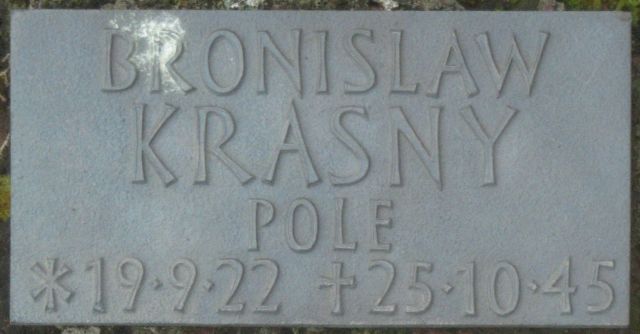 BRONISLAW
KRASNY
POLE
* 19·9·22 † 25·10·45